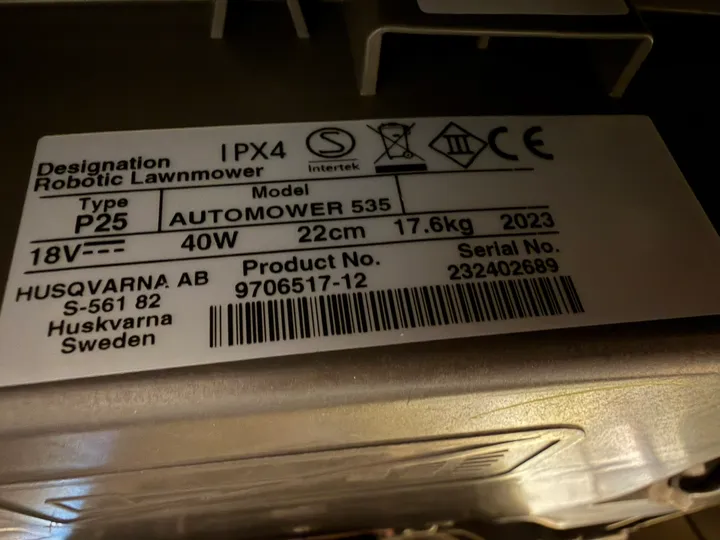 Designation
Robotic Lawnmower
IPX4
S
Intertek
III
CE
Type
P25
Model
AUTOMOWER 535
18V
40W
22cm
17.6kg
2023
HUSQVARNA AB
S-561 82
Huskvarna
Sweden
Product No.
9706517-12
Serial No.
232402689